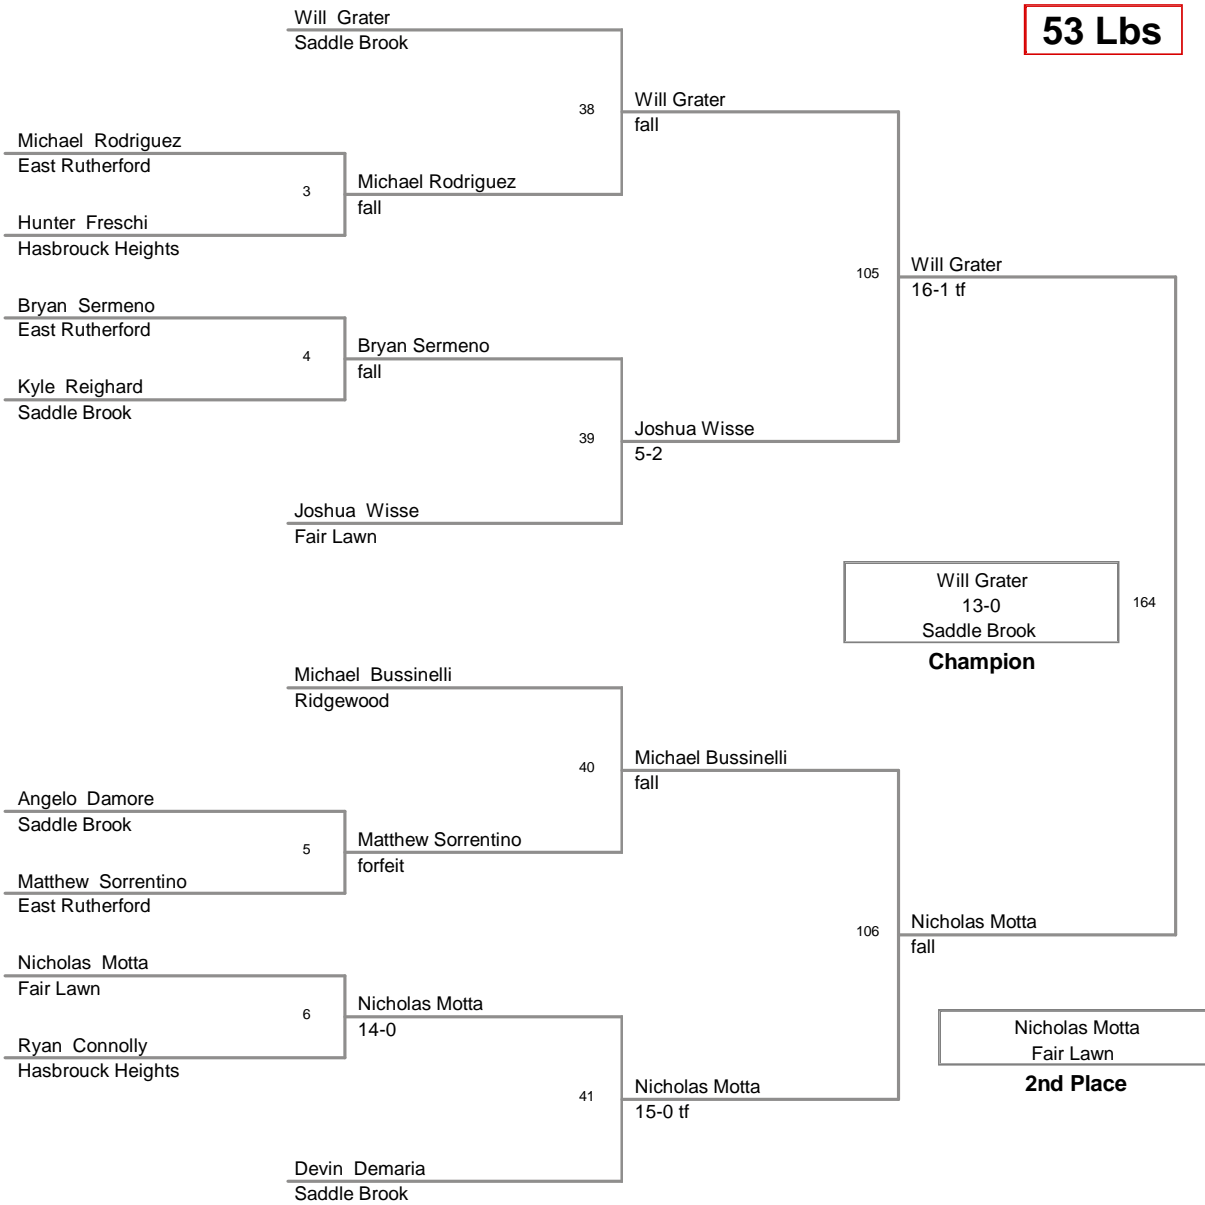 Will  Grater
Saddle Brook
53 Lbs
38
Will Grater
fall
Michael  Rodriguez
East Rutherford
3
Michael Rodriguez
fall
Hunter  Freschi
Hasbrouck Heights
105
Will Grater
16-1 tf
Bryan  Sermeno
East Rutherford
4
Bryan Sermeno
fall
Kyle  Reighard
Saddle Brook
39
Joshua Wisse
5-2
Joshua  Wisse
Fair Lawn
Will Grater
13-0
Saddle Brook
Champion
164
Michael  Bussinelli
Ridgewood
40
Michael Bussinelli
fall
Angelo  Damore
Saddle Brook
5
Matthew Sorrentino
forfeit
Matthew  Sorrentino
East Rutherford
106
Nicholas Motta
fall
Nicholas  Motta
Fair Lawn
6
Nicholas Motta
14-0
Ryan  Connolly
Hasbrouck Heights
Nicholas Motta
Fair Lawn
2nd Place
41
Nicholas Motta
15-0 tf
Devin  Demaria
Saddle Brook